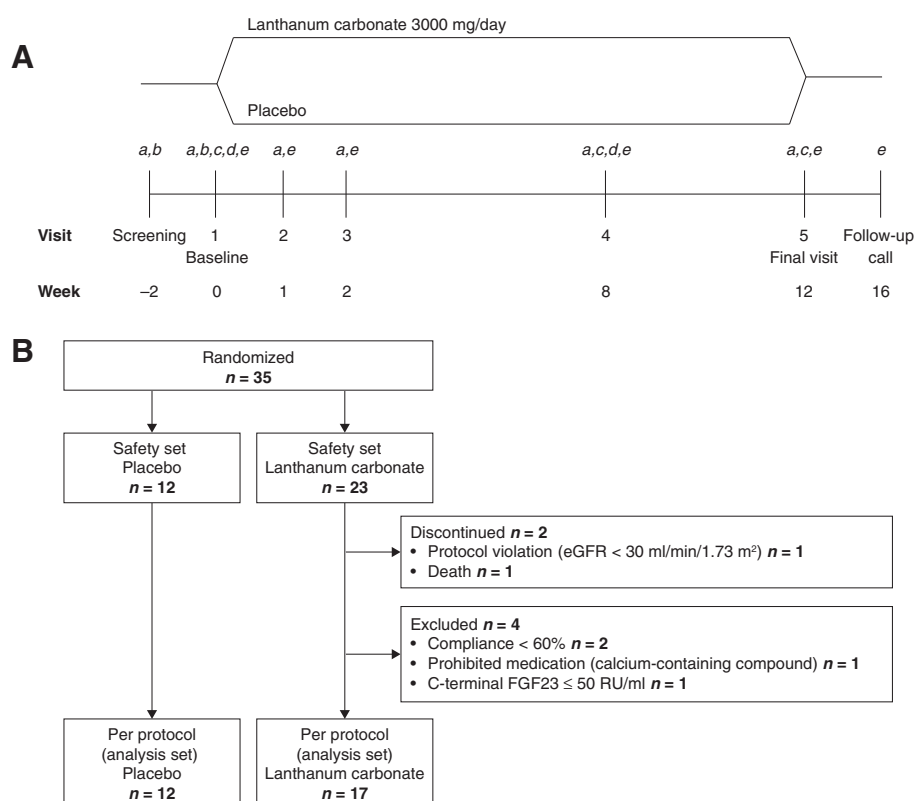 A
Lanthanum carbonate 3000 mg/day
Placebo
a,b a,b,c,d,e a,e a,e a,c,d,e a,c,e e
Visit Screening 1 2 3 4 5 Follow-up
Baseline Final visit call
Week –2 0 1 2 8 12 16
B
Randomized
n = 35
Safety set
Placebo
n = 12
Safety set
Lanthanum carbonate
n = 23
Discontinued n = 2
• Protocol violation (eGFR < 30 ml/min/1.73 m²) n = 1
• Death n = 1
Excluded n = 4
• Compliance < 60% n = 2
• Prohibited medication (calcium-containing compound) n = 1
• C-terminal FGF23 ≤ 50 RU/ml n = 1
Per protocol
(analysis set)
Placebo
n = 12
Per protocol
(analysis set)
Lanthanum carbonate
n = 17